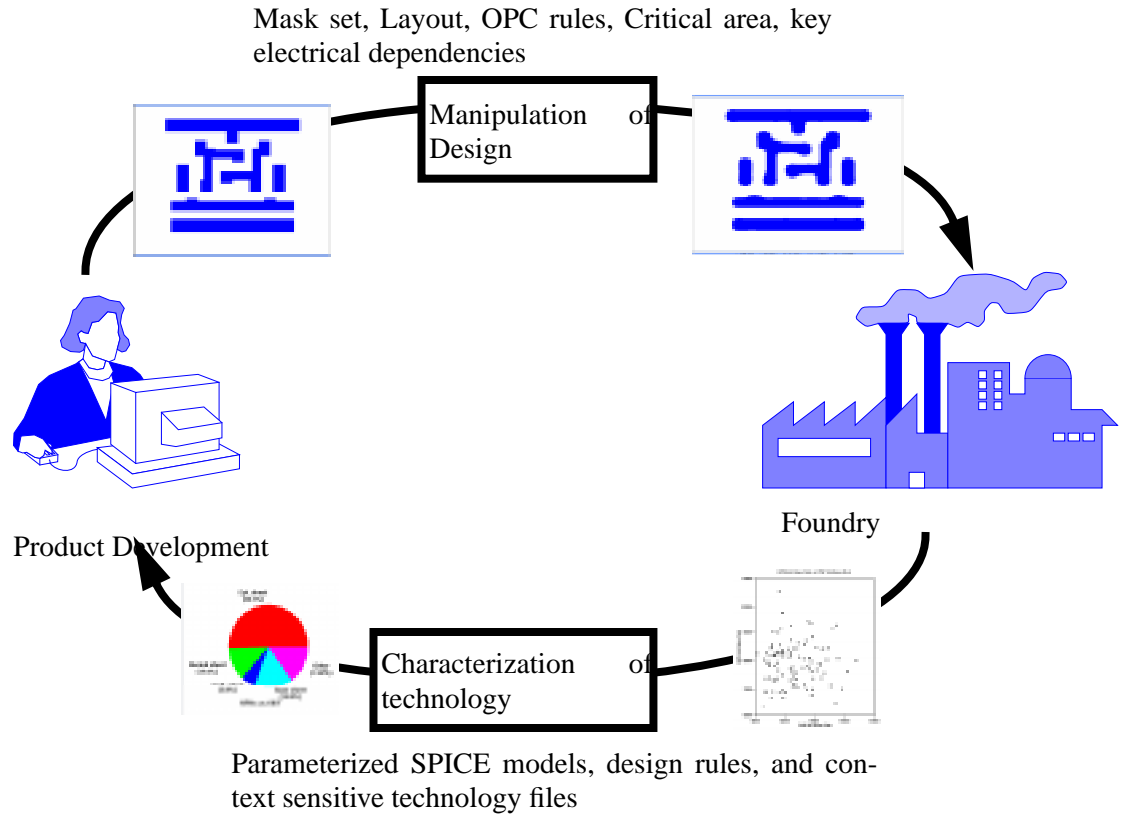 Mask set, Layout, OPC rules, Critical area, key
electrical dependencies
Manipulation of
Design
Foundry
Product Development
Characterization of
technology
Parameterized SPICE models, design rules, and con-
text sensitive technology files